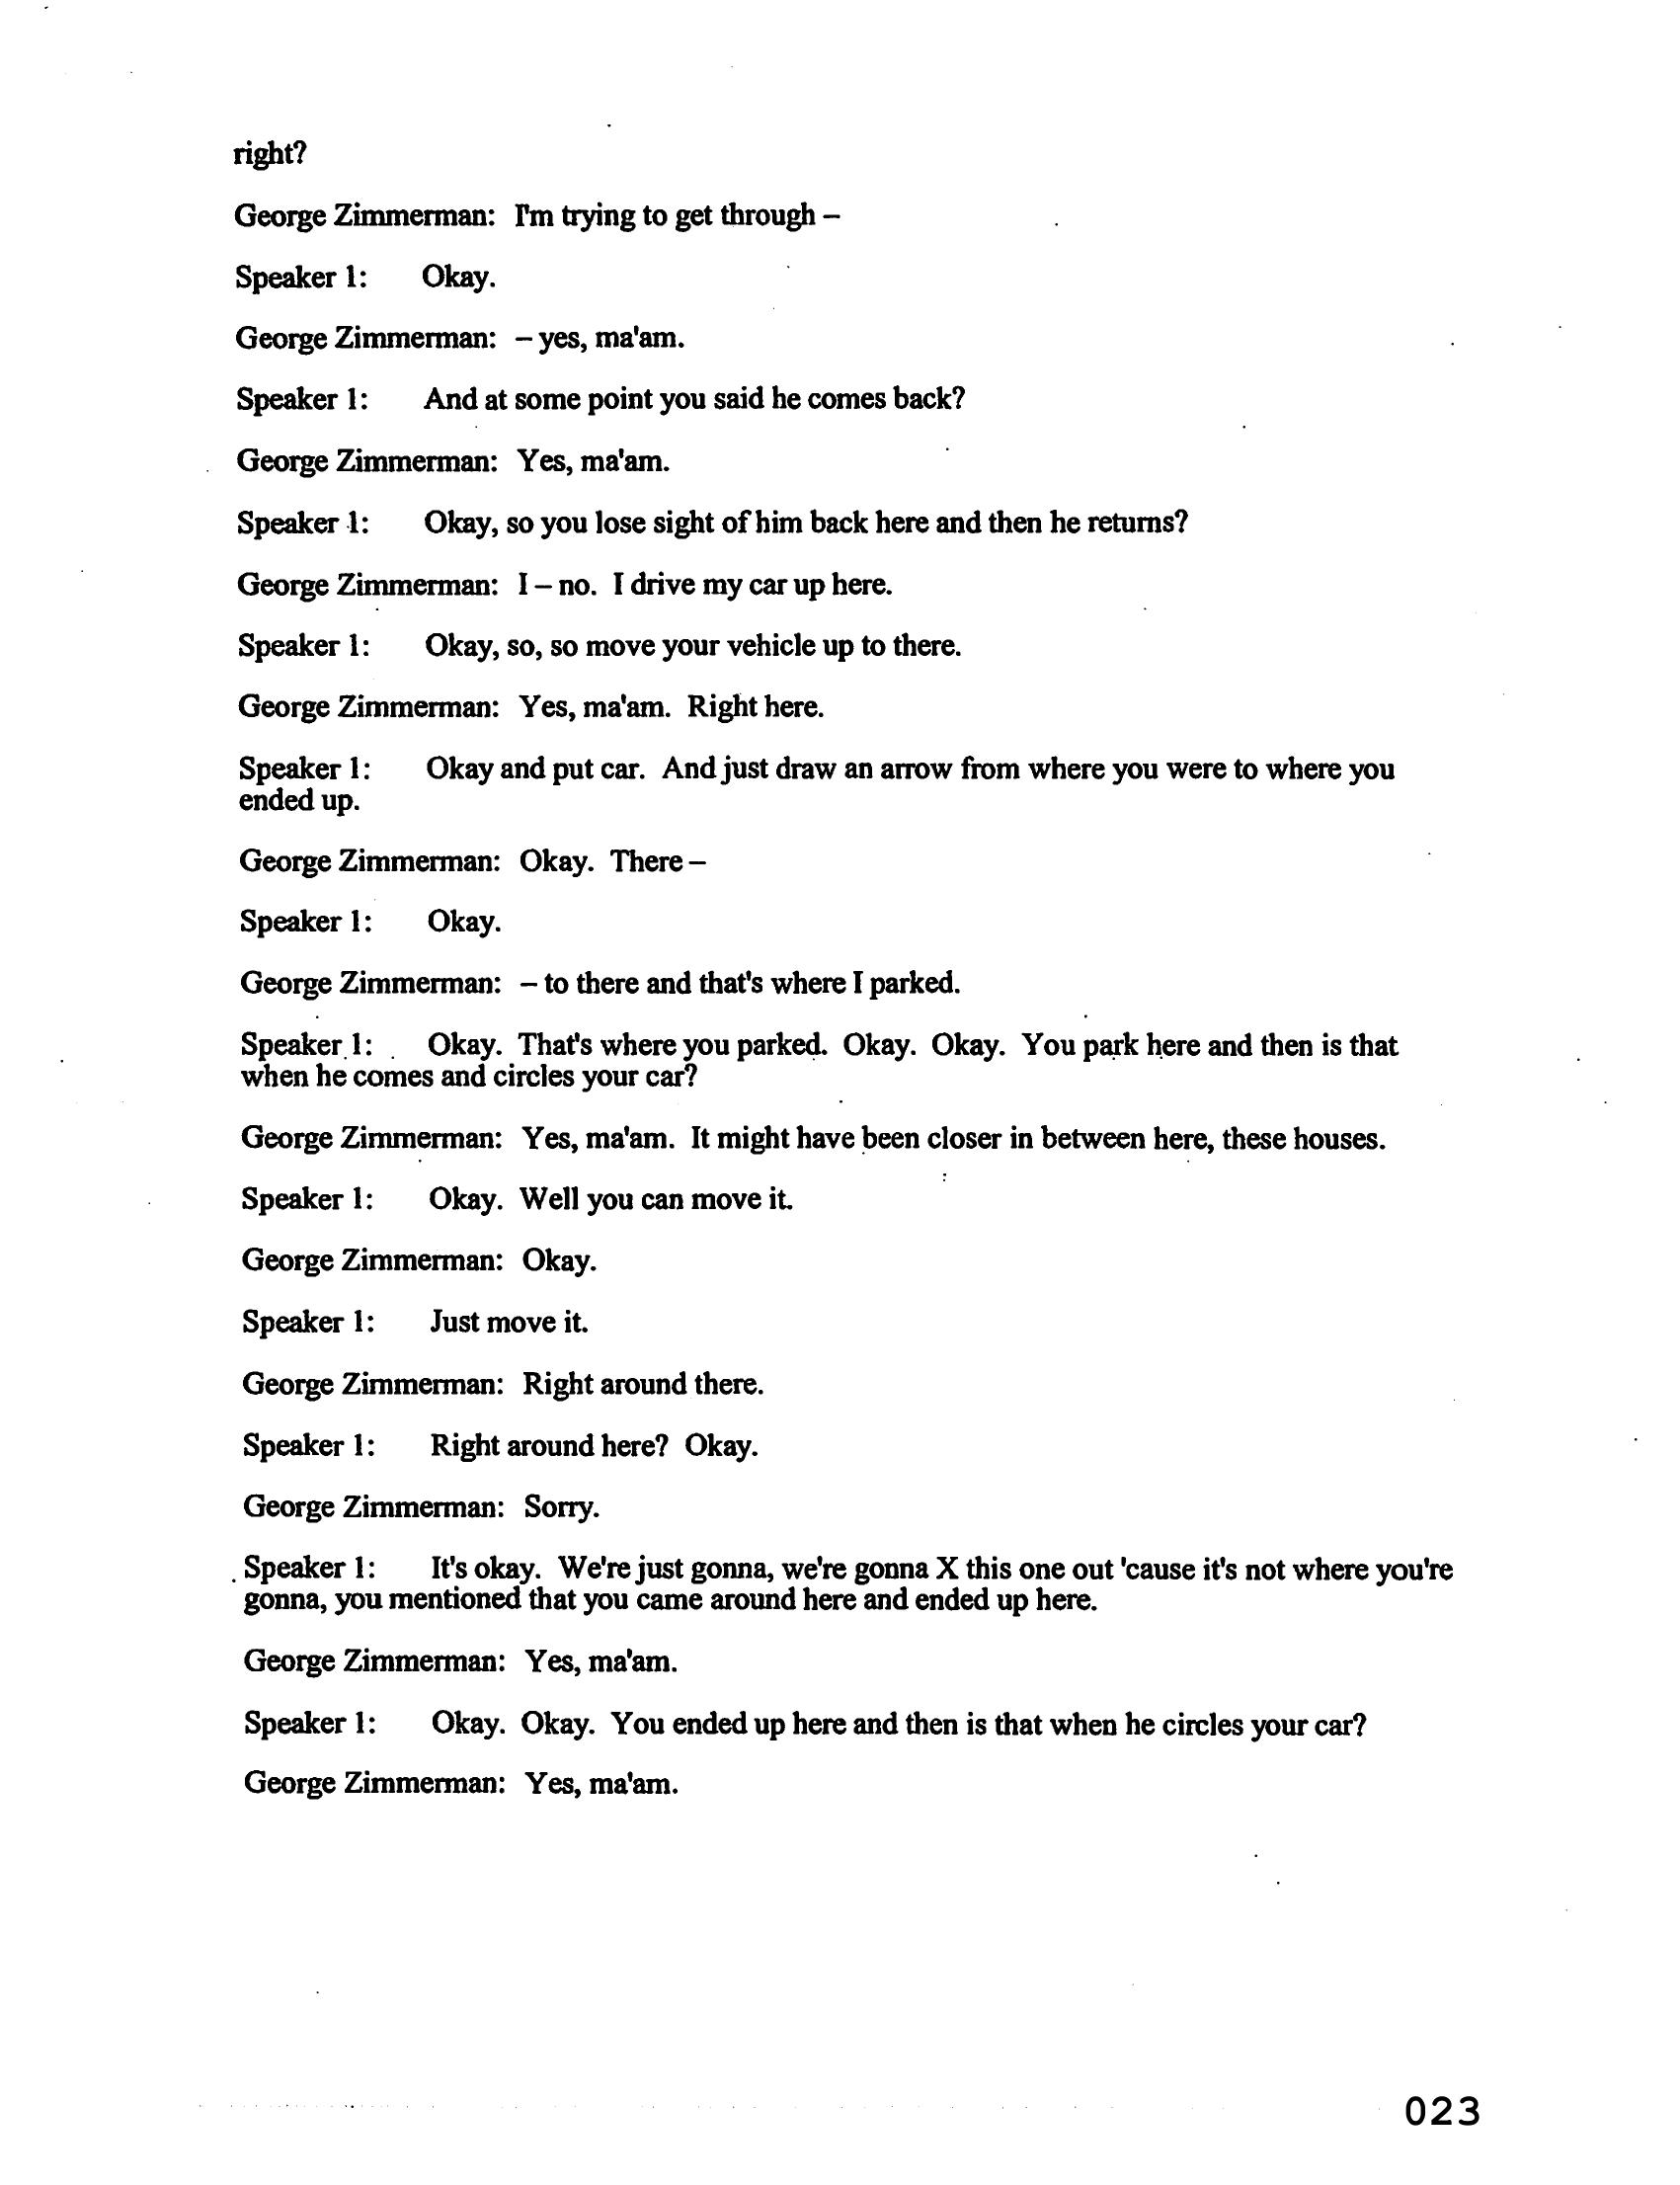 right?
George Zimmerman: I'm trying to get through –
Speaker 1: Okay.
George Zimmerman: – yes, ma'am.
Speaker 1: And at some point you said he comes back?
George Zimmerman: Yes, ma'am.
Speaker 1: Okay, so you lose sight of him back here and then he returns?
George Zimmerman: I – no. I drive my car up here.
Speaker 1: Okay, so, so move your vehicle up to there.
George Zimmerman: Yes, ma'am. Right here.
Speaker 1: Okay and put car. And just draw an arrow from where you were to where you
ended up.
George Zimmerman: Okay. There –
Speaker 1: Okay.
George Zimmerman: – to there and that's where I parked.
Speaker 1: Okay. That's where you parked. Okay. Okay. You park here and then is that
when he comes and circles your car?
George Zimmerman: Yes, ma'am. It might have been closer in between here, these houses.
Speaker 1: Okay. Well you can move it.
George Zimmerman: Okay.
Speaker 1: Just move it.
George Zimmerman: Right around there.
Speaker 1: Right around here? Okay.
George Zimmerman: Sorry.
Speaker 1: It's okay. We're just gonna, we're gonna X this one out 'cause it's not where you're
gonna, you mentioned that you came around here and ended up here.
George Zimmerman: Yes, ma'am.
Speaker 1: Okay. Okay. You ended up here and then is that when he circles your car?
George Zimmerman: Yes, ma'am.
023